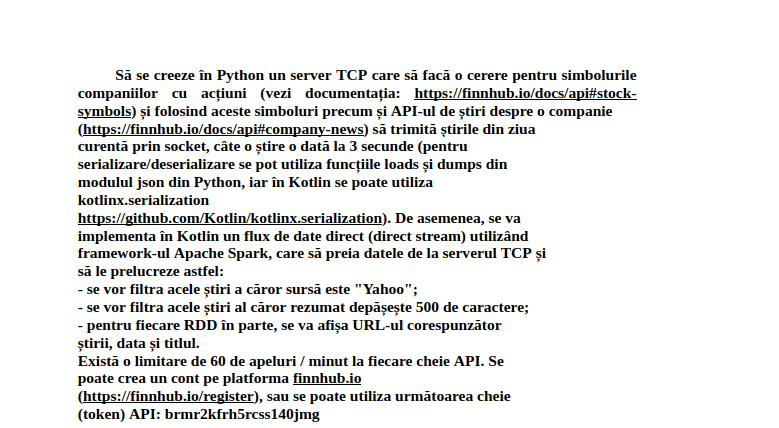 Să se creeze în Python un server TCP care să facă o cerere pentru simbolurile
companiilor cu acțiuni (vezi documentația: https://finnhub.io/docs/api#stock-
symbols) și folosind aceste simboluri precum și API-ul de știri despre o companie
(https://finnhub.io/docs/api#company-news) să trimită știrile din ziua
curentă prin socket, câte o știre o dată la 3 secunde (pentru
serializare/deserializare se pot utiliza funcțiile loads și dumps din
modulul json din Python, iar în Kotlin se poate utiliza
kotlinx.serialization
https://github.com/Kotlin/kotlinx.serialization). De asemenea, se va
implementa în Kotlin un flux de date direct (direct stream) utilizând
framework-ul Apache Spark, care să preia datele de la serverul TCP și
să le prelucreze astfel:
- se vor filtra acele știri a căror sursă este "Yahoo";
- se vor filtra acele știri al căror rezumat depășește 500 de caractere;
- pentru fiecare RDD în parte, se va afișa URL-ul corespunzător
știrii, data și titlul.
Există o limitare de 60 de apeluri / minut la fiecare cheie API. Se
poate crea un cont pe platforma finnhub.io
(https://finnhub.io/register), sau se poate utiliza următoarea cheie
(token) API: brmr2kfrh5rcss140jmg